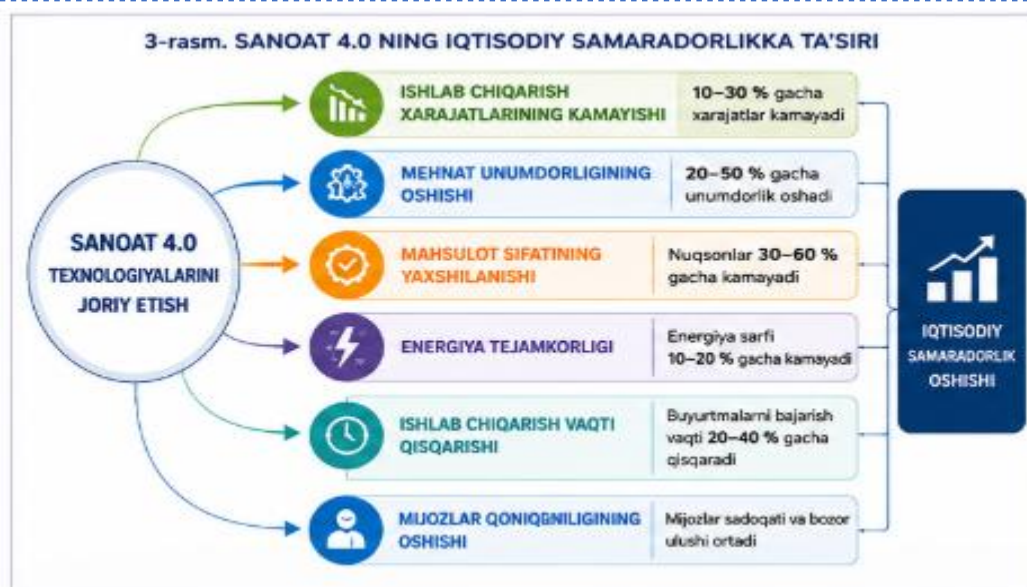 3-rasm. SANOAT 4.0 NING IQTISODIY SAMARADORLIKKA TA'SIRI
SANOAT 4.0
TEXNOLOGIYALARINI
JORIY ETISH
ISHLAB CHIQARISH
XARAJATLARINING KAMAYISHI
10–30 % gacha
xarajatlar kamayadi
MEHNAT UNUMDORLIGINING
OSHISHI
20–50 % gacha
unumdorlik oshadi
MAHSULOT SIFATINING
YAXSHILANISHI
Nuqsonlar 30–60 %
gacha kamayadi
ENERGIYA TEJAMKORLIGI
Energiya sarfi
10–20 % gacha kamayadi
ISHLAB CHIQARISH VAQTI
QISQARISHI
Buyurtmalarni bajarish
vaqti 20–40 % gacha
qisqaradi
MIJOZLAR OSHISHI
Mijozlar sadoqati va bozor
ulushi ortadi
IQTISODIY
SAMARADORLIK
OSHISHI